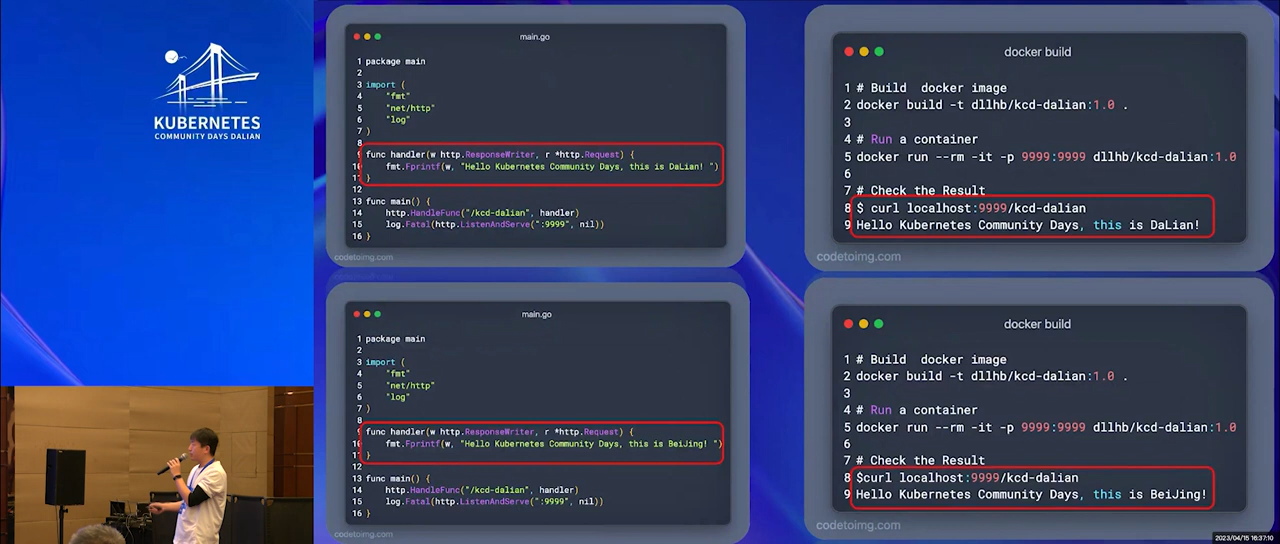 KUBERNETES
COMMUNITY DAYS DALIAN
main.go
1 package main
2
3 import (
4 "fmt"
5 "net/http"
6 "log"
7 )
8
9 func handler(w http.ResponseWriter, r *http.Request) {
10 fmt.Fprintf(w, "Hello Kubernetes Community Days, this is DaLian! ")
11 }
12
13 func main() {
14 http.HandleFunc("/kcd-dalian", handler)
15 log.Fatal(http.ListenAndServe(":9999", nil))
16 }
codetoimg.com
docker build
1 # Build  docker image
2 docker build -t dllhb/kcd-dalian:1.0 .
3
4 # Run a container
5 docker run --rm -it -p 9999:9999 dllhb/kcd-dalian:1.0
6
7 # Check the Result
8 $ curl localhost:9999/kcd-dalian
9 Hello Kubernetes Community Days, this is DaLian!
codetoimg.com
main.go
1 package main
2
3 import (
4 "fmt"
5 "net/http"
6 "log"
7 )
8
9 func handler(w http.ResponseWriter, r *http.Request) {
10 fmt.Fprintf(w, "Hello Kubernetes Community Days, this is BeiJing! ")
11 }
12
13 func main() {
14 http.HandleFunc("/kcd-dalian", handler)
15 log.Fatal(http.ListenAndServe(":9999", nil))
16 }
codetoimg.com
docker build
1 # Build  docker image
2 docker build -t dllhb/kcd-dalian:1.0 .
3
4 # Run a container
5 docker run --rm -it -p 9999:9999 dllhb/kcd-dalian:1.0
6
7 # Check the Result
8 $curl localhost:9999/kcd-dalian
9 Hello Kubernetes Community Days, this is BeiJing!
codetoimg.com
2023/04/15 16:37:10